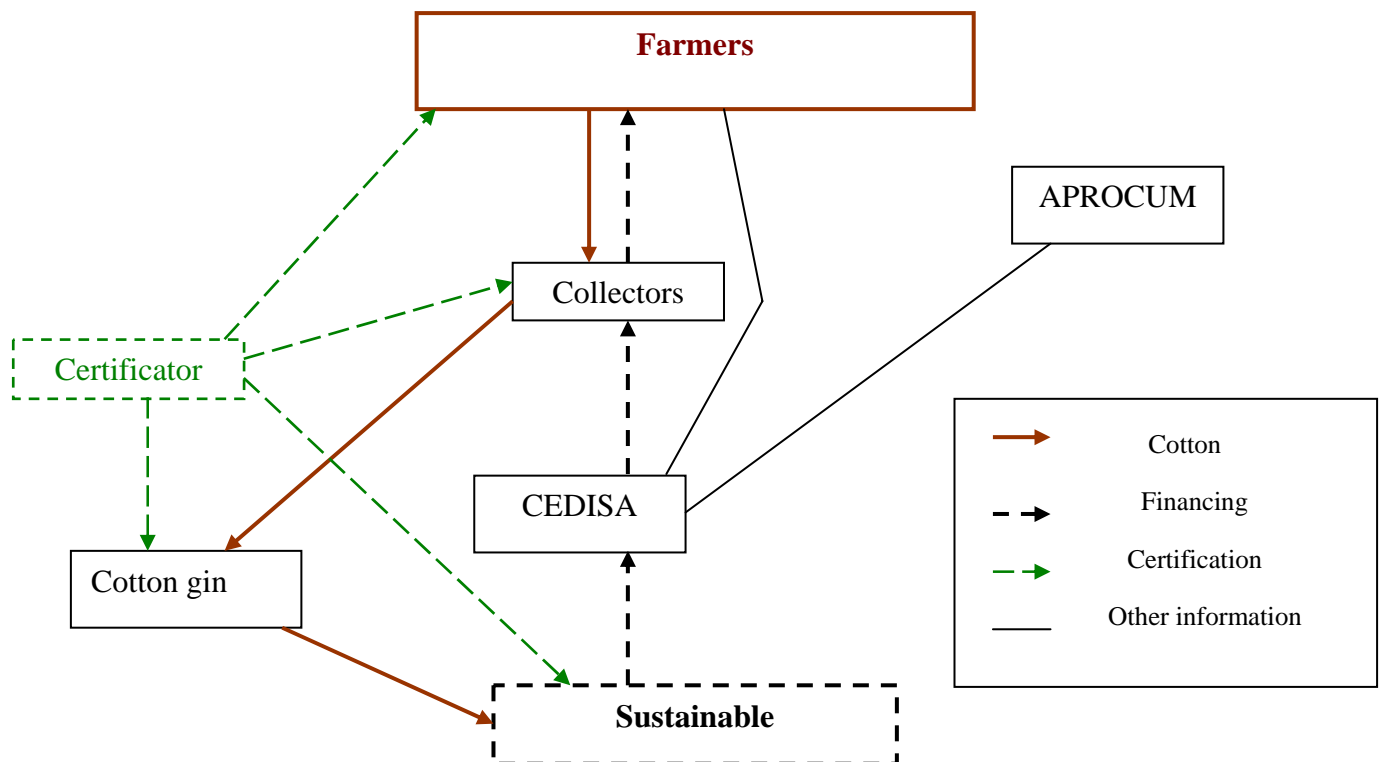 Farmers
APROCUM
Collectors
Certificator
CEDISA
Cotton gin
Sustainable
Cotton
Financing
Certification
Other information